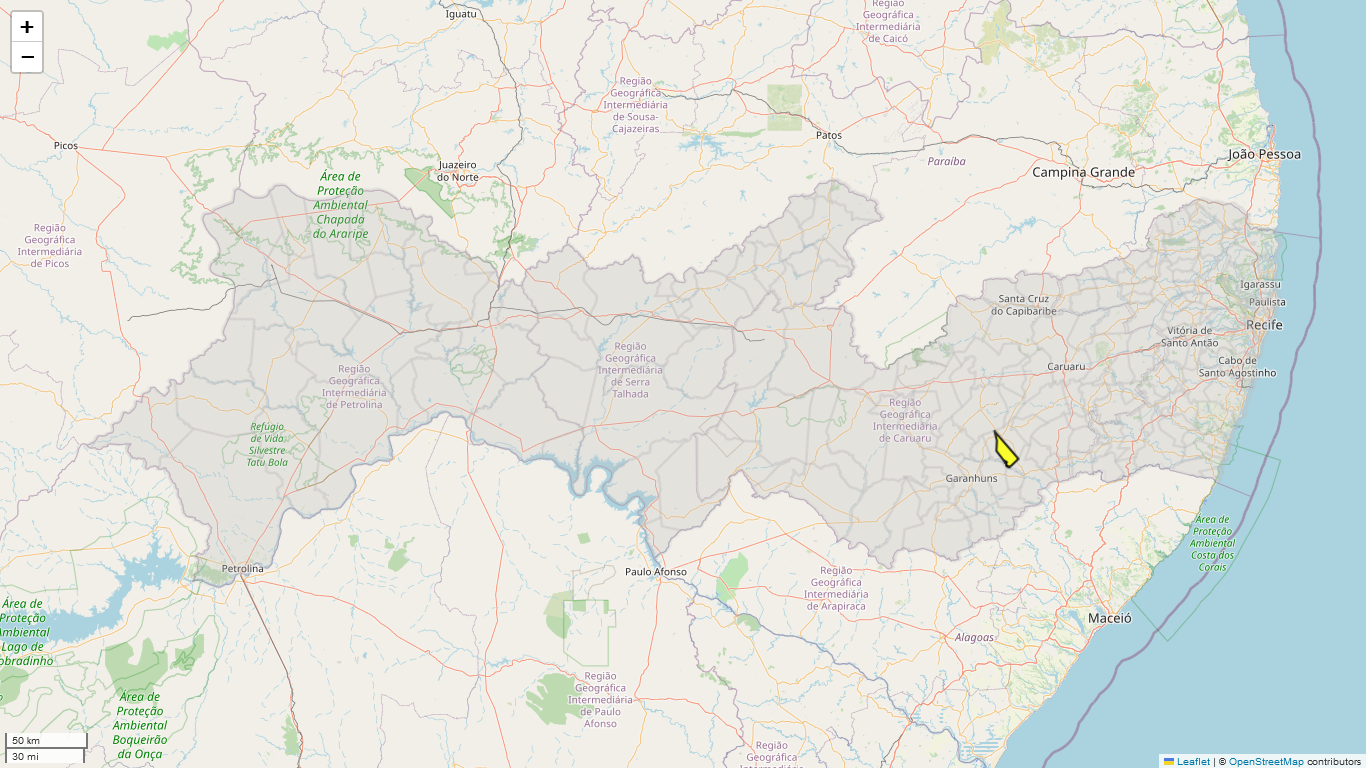 +
−
Iguatu
Região
Geográfica
Intermediária
de Caicó
Região
Geográfica
Intermediária
de Sousa-
Cajazeiras
Patos
Picos
Juazeiro
do Norte
Paraíba
João Pessoa
Campina Grande
Área de
Proteção
Ambiental
Chapada
do Araripe
Região
Geográfica
Intermediária
de Picos
Igarassu
Paulista
Recife
Santa Cruz
do Capibaribe
Vitória de
Santo Antão
Cabo de
Santo Agostinho
Caruaru
Região
Geográfica
Intermediária
de Serra
Talhada
Região
Geográfica
Intermediária
de Petrolina
Região
Geográfica
Intermediária
de Caruaru
Refúgio
de Vida
Silvestre
Tatu Bola
Garanhuns
Área de
Proteção
Ambiental
Costa dos
Corais
Petrolina
Paulo Afonso
Região
Geográfica
Intermediária
de Arapiraca
Maceió
Alagoas
Área de
Proteção
Ambiental
Lago de
obradinho
Área de
Proteção
Ambiental
Boqueirão
da Onça
Região
Geográfica
Intermediária
de Paulo
Afonso
Região
Geográfica
Intermediária
50 km
30 mi
Leaflet | © OpenStreetMap contributors